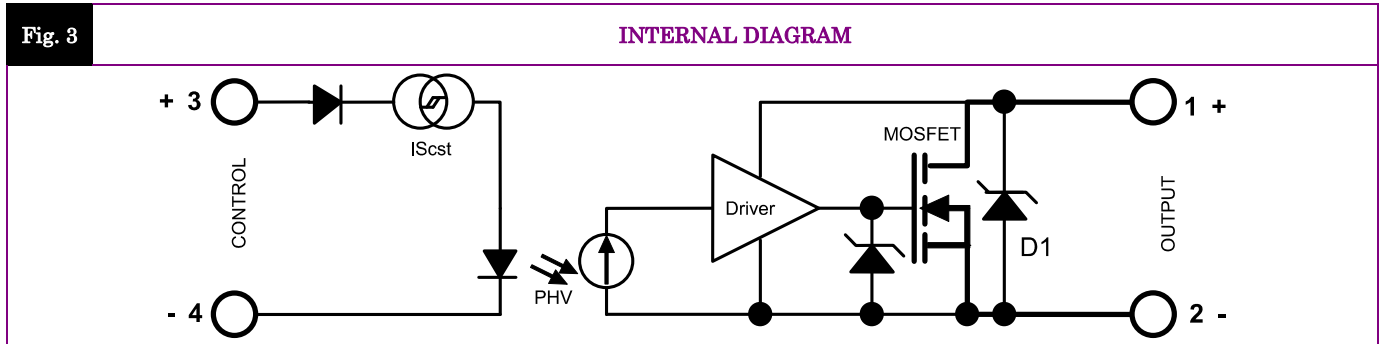 Fig. 3
INTERNAL DIAGRAM
+ 3
IScst
CONTROL
- 4
PHV
Driver
MOSFET
D1
1 +
OUTPUT
2 -